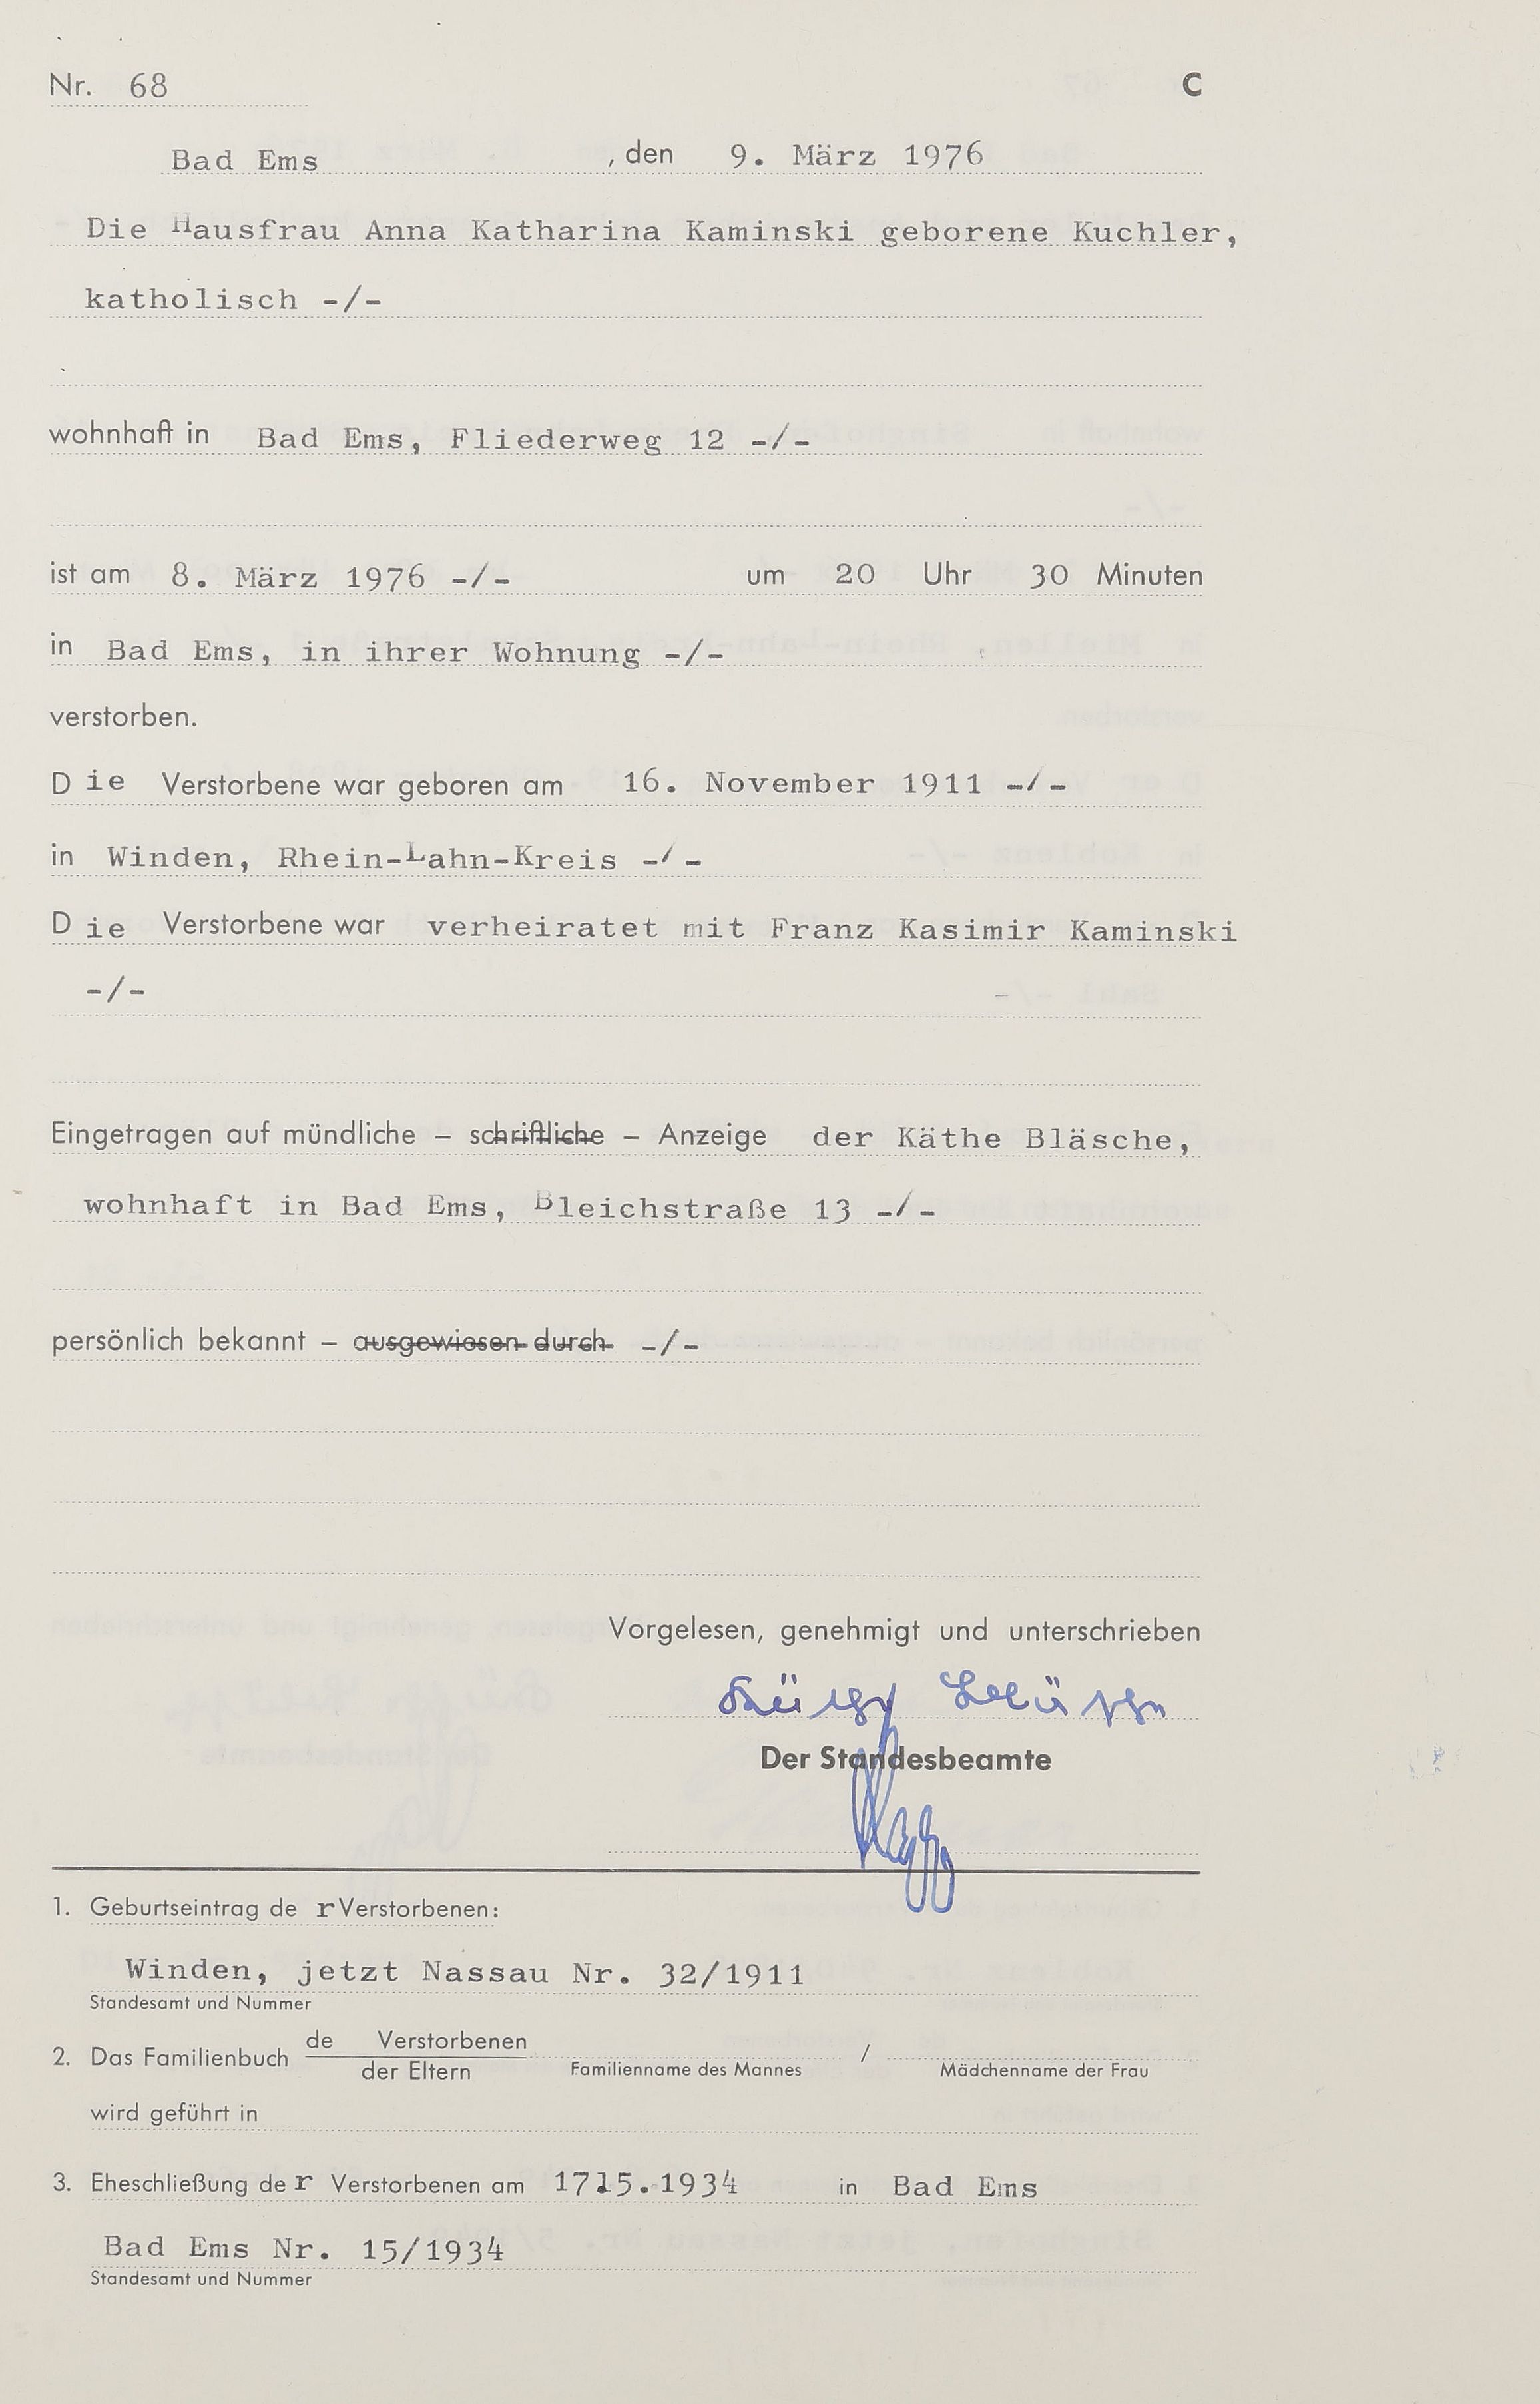 Nr. 68 C
Bad Ems , den 9. März 1976
Die Hausfrau Anna Katharina Kaminski geborene Kuchler,
katholisch -/-
wohnhaft in Bad Ems, Fliederweg 12 -/-
ist am 8. März 1976 -/- um 20 Uhr 30 Minuten
in Bad Ems, in ihrer Wohnung -/-
verstorben.
Die Verstorbene war geboren am 16. November 1911 -/-
in Winden, Rhein-Lahn-Kreis -/-
Die Verstorbene war verheiratet mit Franz Kasimir Kaminski
-/-
Eingetragen auf mündliche – schriftliche – Anzeige der Käthe Bläsche,
wohnhaft in Bad Ems, Bleichstraße 13 -/-
persönlich bekannt – ausgewiesen durch -/-
Vorgelesen, genehmigt und unterschrieben
Der Standesbeamte
1. Geburtseintrag der Verstorbenen:
Winden, jetzt Nassau Nr. 32/1911
Standesamt und Nummer
2. Das Familienbuch de Verstorbenen /
der Eltern Familienname des Mannes Mädchenname der Frau
wird geführt in
3. Eheschließung der Verstorbenen am in Bad Ems
Bad Ems Nr. 15/1934
Standesamt und Nummer